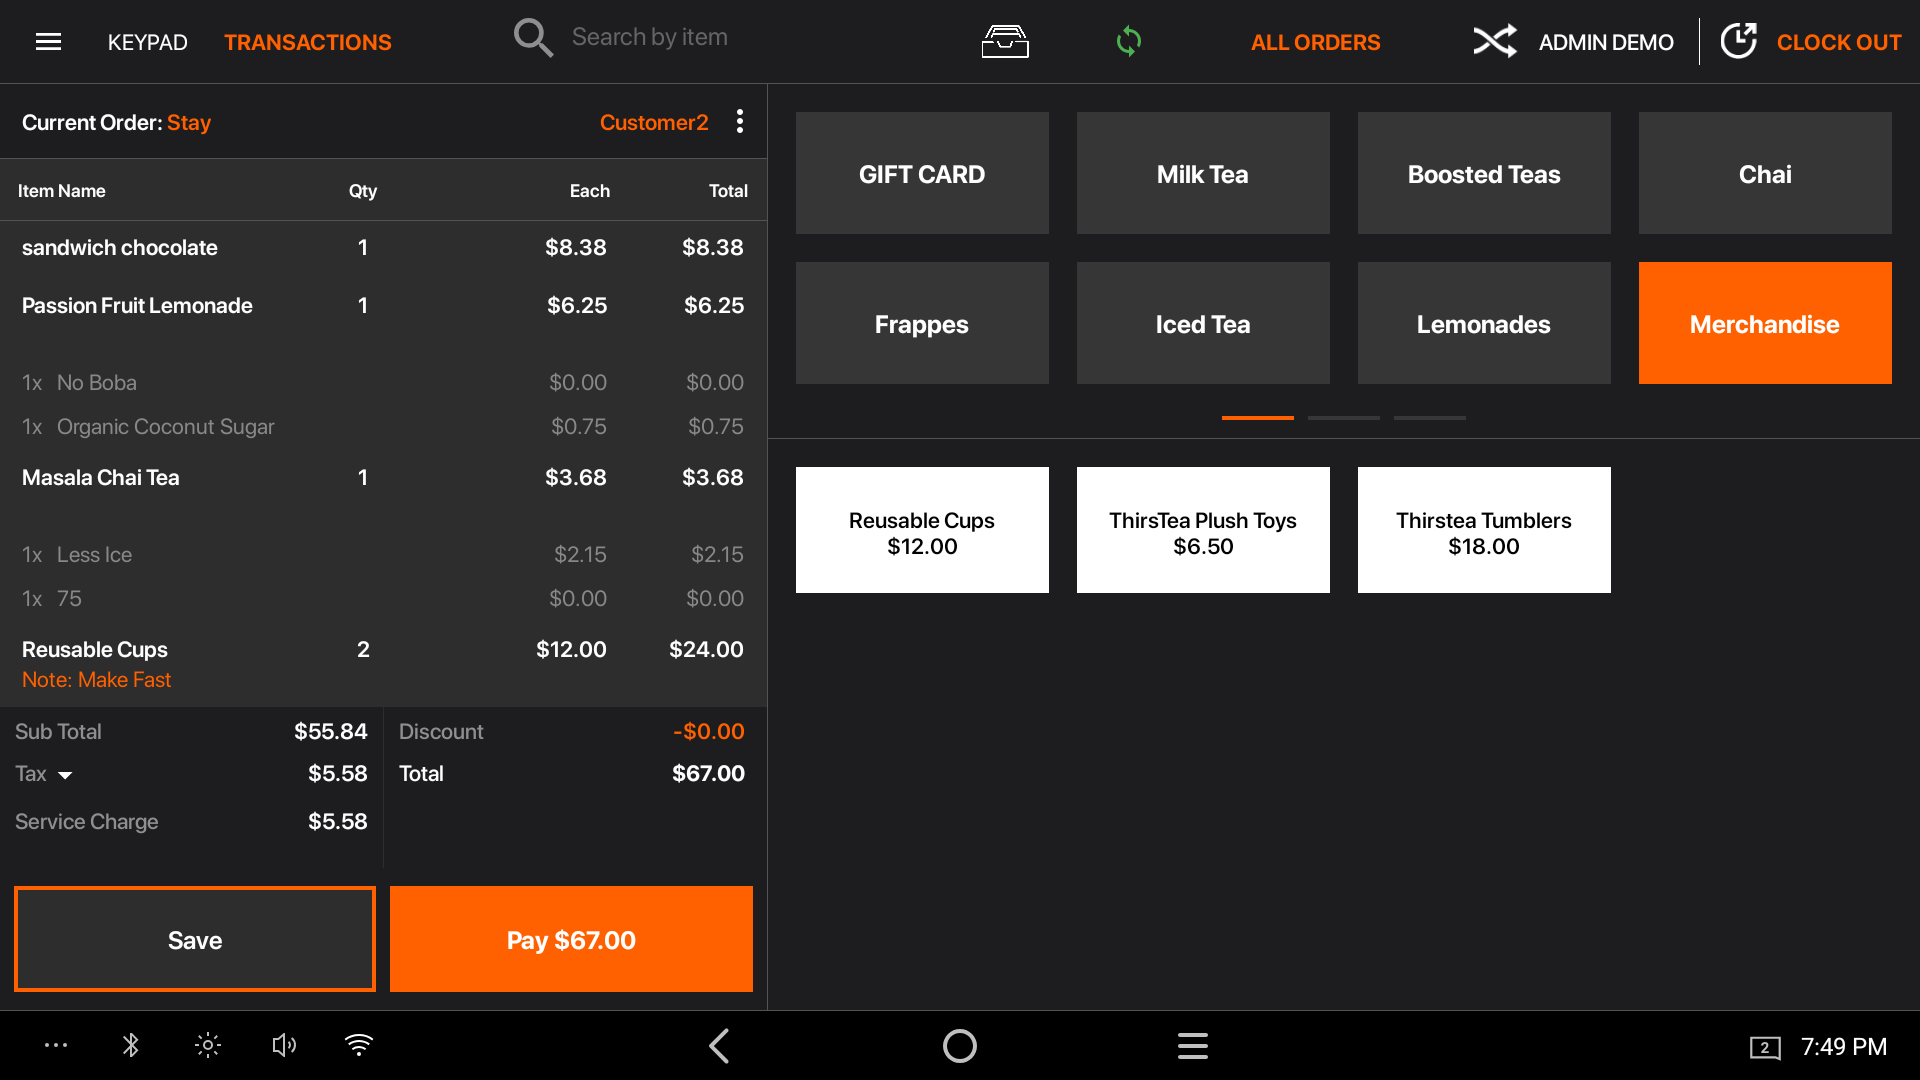 KEYPAD TRANSACTIONS Search by item ALL ORDERS ADMIN DEMO CLOCK OUT
Current Order: Stay Customer2
Item Name Qty Each Total
sandwich chocolate 1 $8.38 $8.38
Passion Fruit Lemonade 1 $6.25 $6.25
1x No Boba $0.00 $0.00
1x Organic Coconut Sugar $0.75 $0.75
Masala Chai Tea 1 $3.68 $3.68
1x Less Ice $2.15 $2.15
1x 75 $0.00 $0.00
Reusable Cups 2 $12.00 $24.00
Note: Make Fast
Sub Total $55.84 Discount -$0.00
Tax $5.58 Total $67.00
Service Charge $5.58
Save Pay $67.00
GIFT CARD Milk Tea Boosted Teas Chai
Frappes Iced Tea Lemonades Merchandise
Reusable Cups ThirsTea Plush Toys Thirstea Tumblers
$12.00 $6.50 $18.00
2 7:49 PM